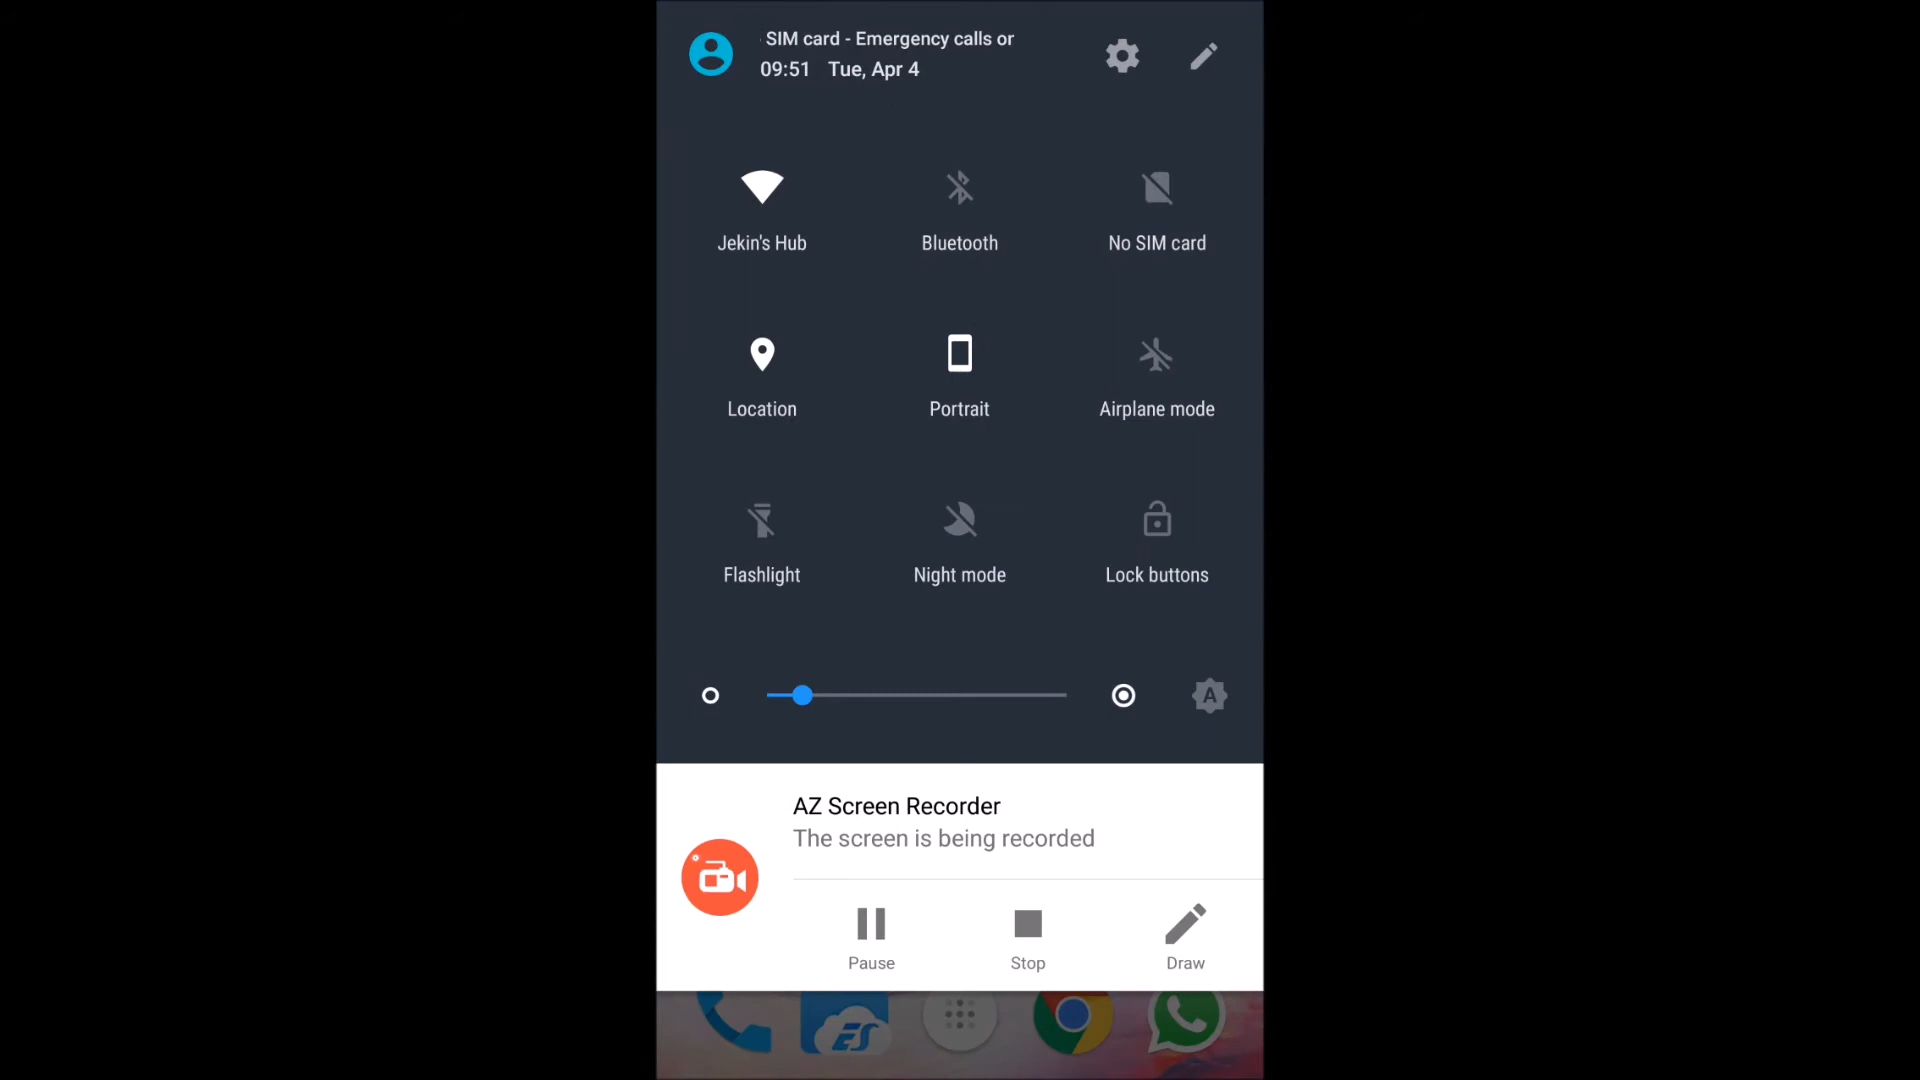 SIM card - Emergency calls or
09:51 Tue, Apr 4
Jekin's Hub Bluetooth No SIM card
Location Portrait Airplane mode
Flashlight Night mode Lock buttons
A
AZ Screen Recorder
The screen is being recorded
Pause Stop Draw
ES